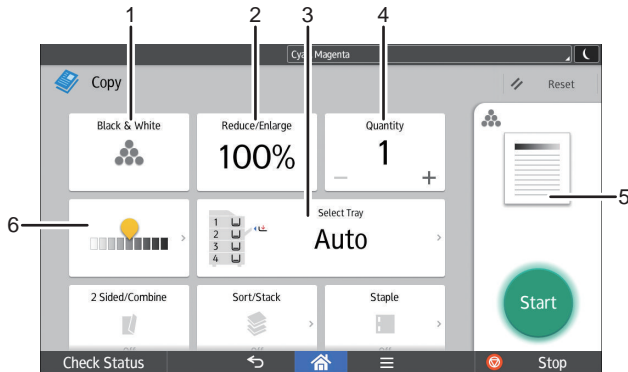 1 2 3 4
Cyan, Magenta
Copy
Reset
Black & White
Reduce/Enlarge
Quantity
100%
1
− +
5
6
Select Tray
1
2
3
4
Auto
2 Sided/Combine
Sort/Stack
Staple
Start
Check Status
Stop